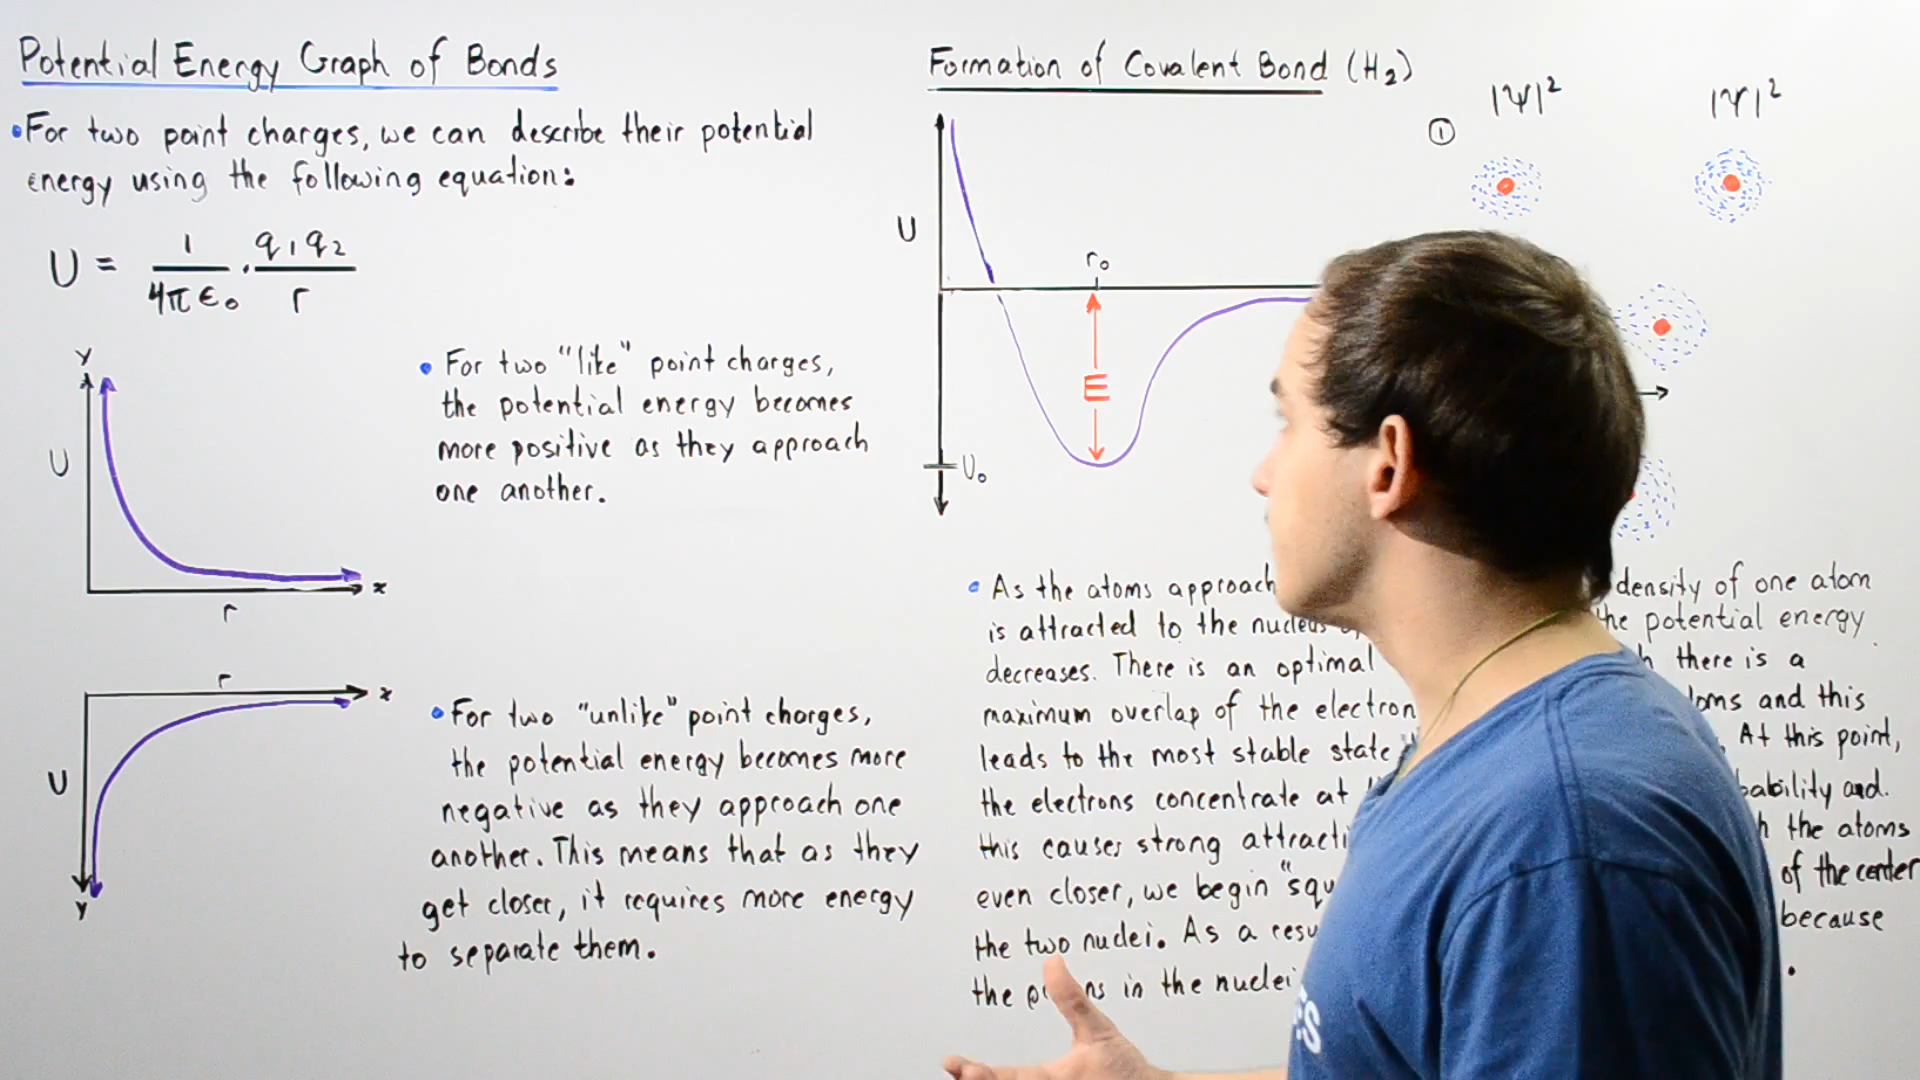 Potential Energy Graph of Bonds
•For two point charges, we can describe their potential
energy using the following equation:
U = 1/4πε₀ · q₁q₂/r
y
U
x
r
• For two "like" point charges,
the potential energy becomes
more positive as they approach
one another.
r
x
U
y
• For two "unlike" point charges,
the potential energy becomes more
negative as they approach one
another. This means that as they
get closer, it requires more energy
to separate them.
Formation of Covalent Bond (H₂)
① |Ψ|² |Ψ|²
U
r₀
E
U₀
• As the atoms approach density of one atom
is attracted to the nucleus the potential energy
decreases. There is an optimal there is a
maximum overlap of the electron and this
leads to the most stable state At this point,
the electrons concentrate at and
this causes strong the atoms
even closer, we begin of the center
the two nuclei. As a because
the in the nuclei .